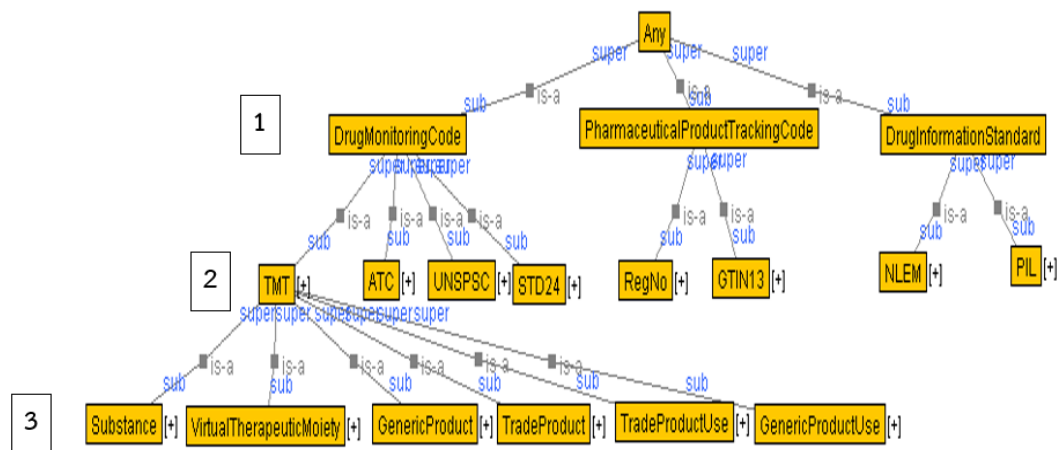 Any
super super super
is-a is-a is-a
sub sub sub
1
DrugMonitoringCode PharmaceuticalProductTrackingCode DrugInformationStandard
super super super super super super super super
is-a is-a is-a is-a is-a is-a is-a is-a
sub sub sub sub sub sub sub sub
2
TMT [+] ATC [+] UNSPSC [+] STD24 [+] RegNo [+] GTIN13 [+] NLEM [+] PIL [+]
super super super super super super
is-a is-a is-a is-a is-a is-a
sub sub sub sub sub sub
3
Substance [+] VirtualTherapeuticMoiety [+] GenericProduct [+] TradeProduct [+] TradeProductUse [+] GenericProductUse [+]